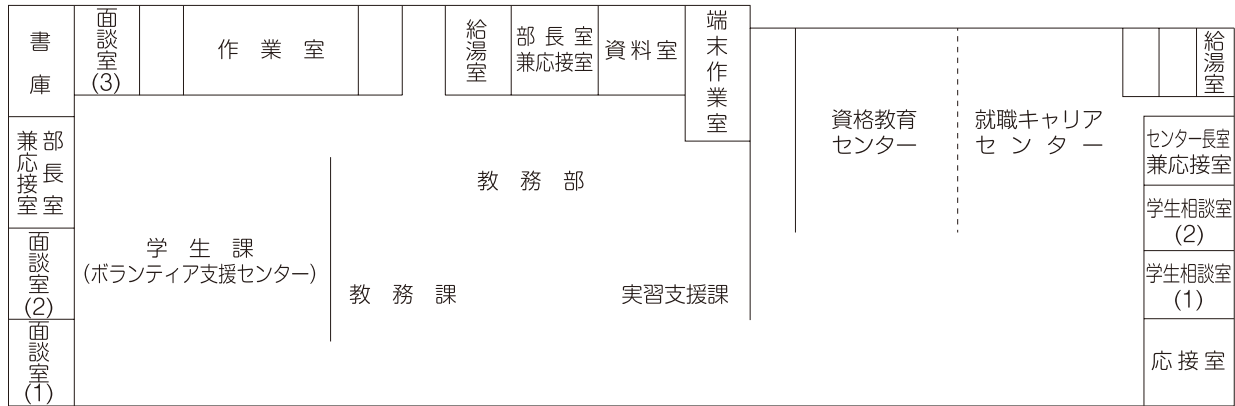 書庫
面談室
(3)
作業室
給湯室
部長室
兼応接室
資料室
端末作業室
給湯室
資格教育
センター
就職キャリア
センター
センター長室
兼応接室
部長室
兼応接室
教務部
学生相談室
(2)
学生課
(ボランティア支援センター)
面談室
(2)
教務課
実習支援課
学生相談室
(1)
面談室
(1)
応接室